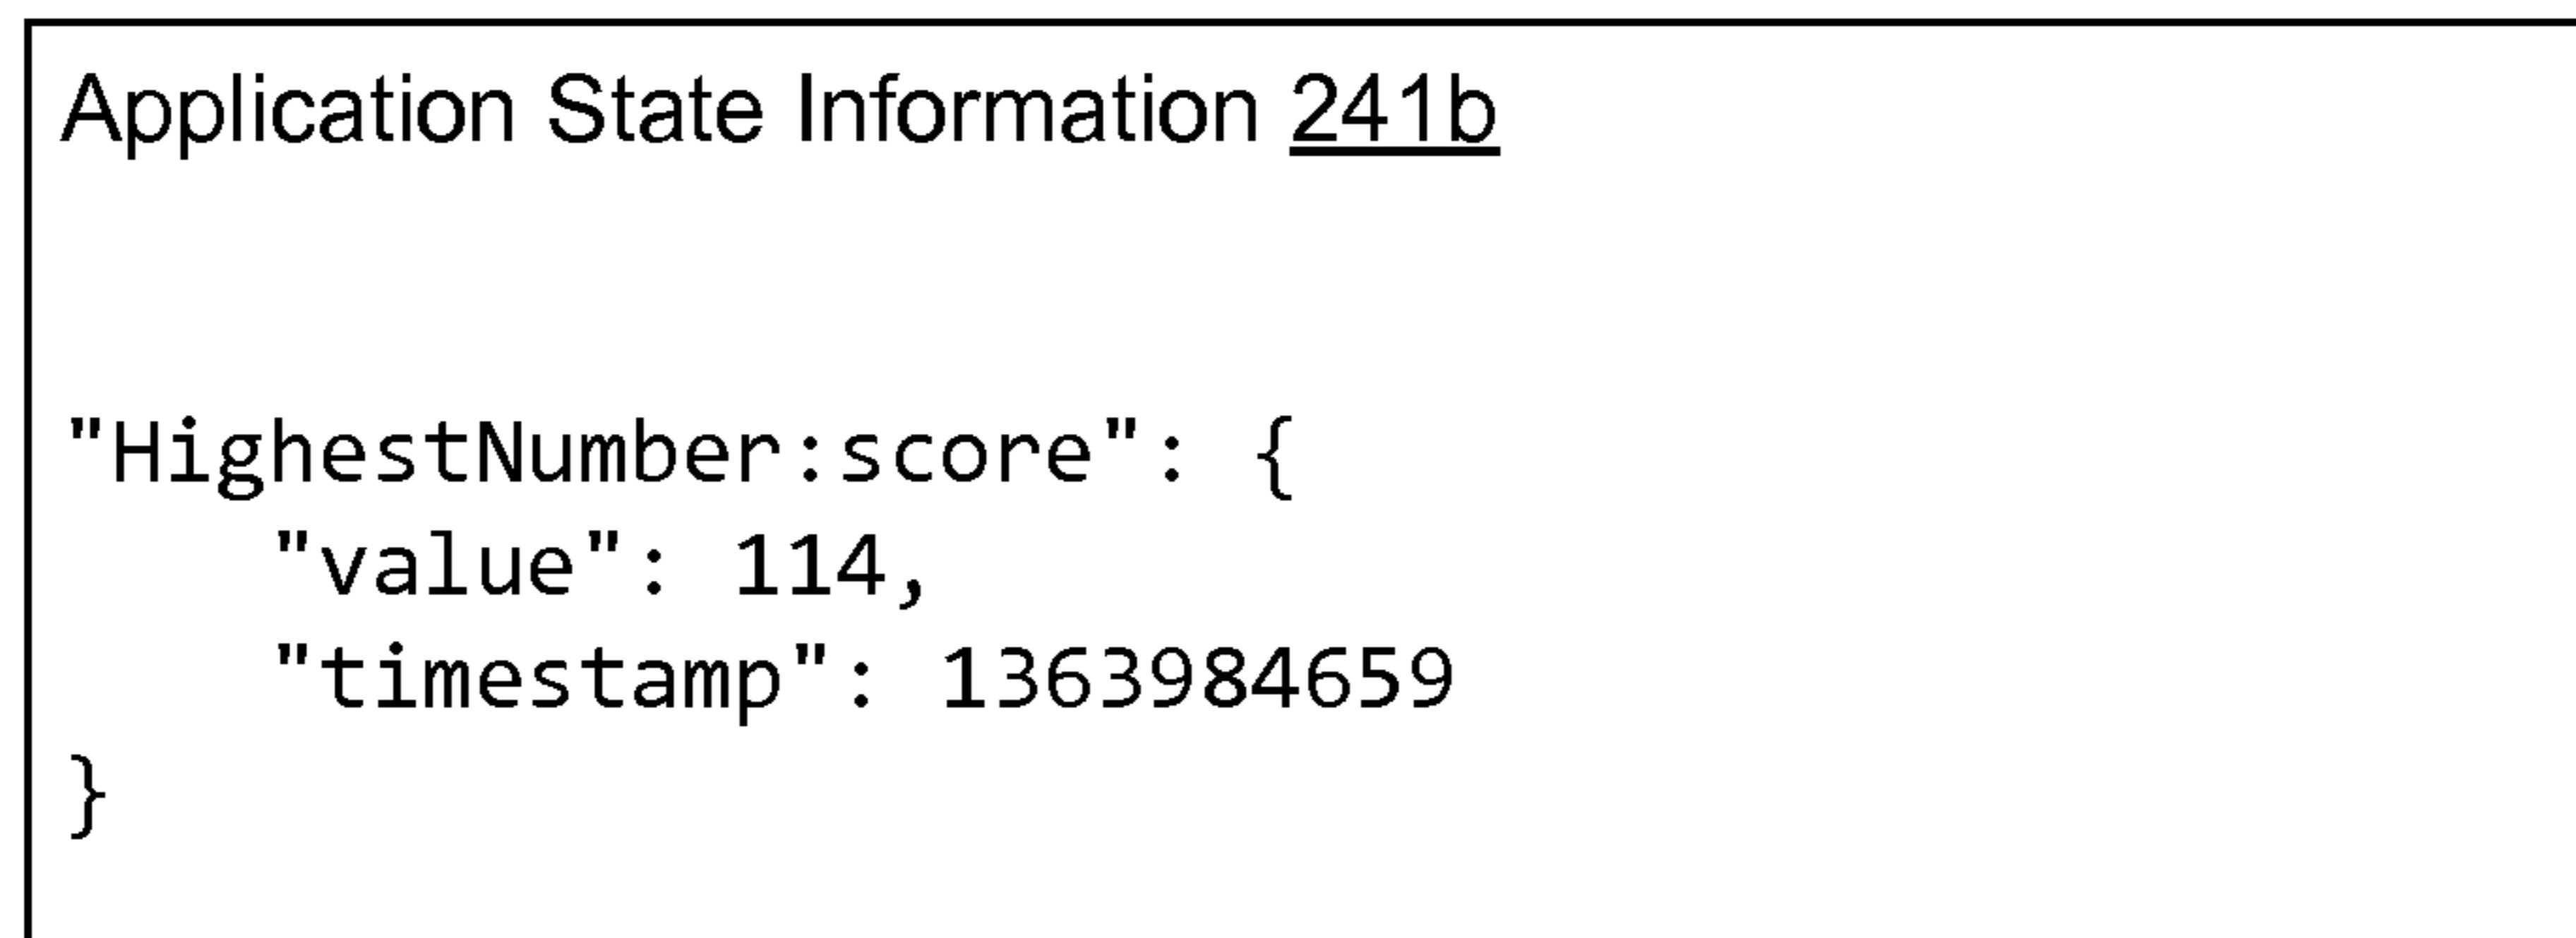 Application State Information 241b
"HighestNumber:score": {
    "value": 114,
    "timestamp": 1363984659
}